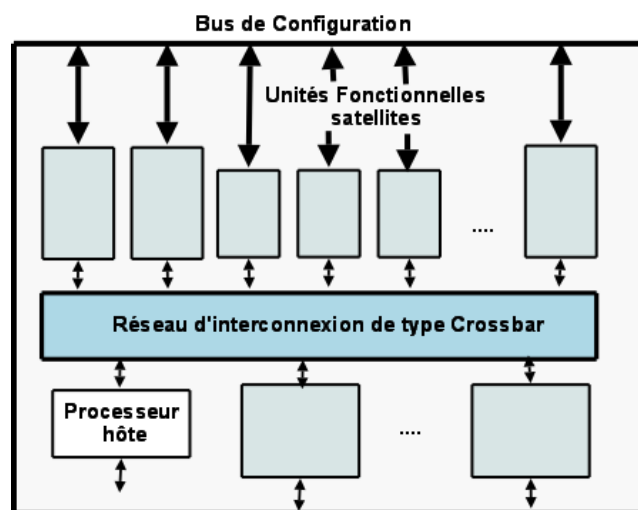 Bus de Configuration
Unités Fonctionnelles
satellites
....
Réseau d'interconnexion de type Crossbar
Processeur
hôte
....